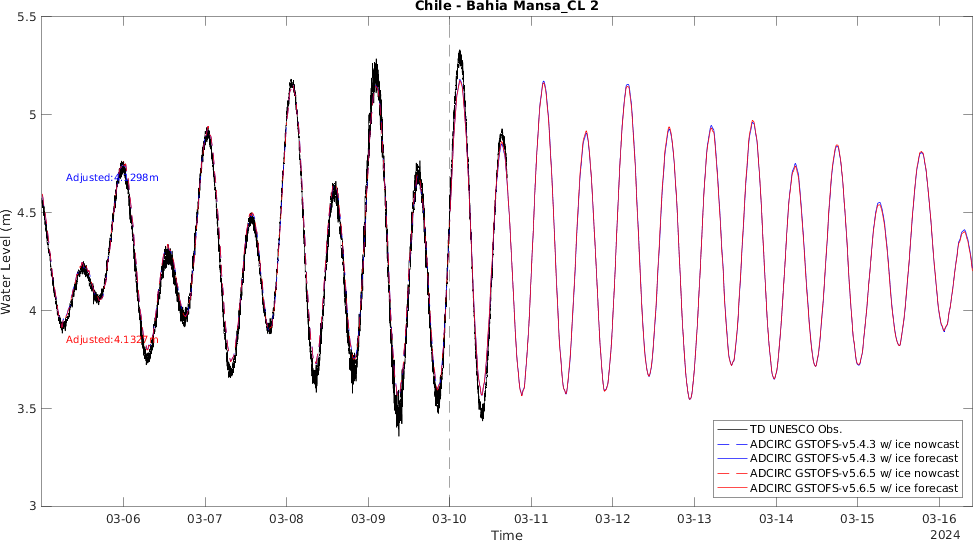 Chile - Bahia Mansa_CL 2
5.5
5
4.5
4
3.5
3
Water Level (m)
Adjusted:4.1298m
Adjusted:4.1327m
TD UNESCO Obs.
ADCIRC GSTOFS-v5.4.3 w/ ice nowcast
ADCIRC GSTOFS-v5.4.3 w/ ice forecast
ADCIRC GSTOFS-v5.6.5 w/ ice nowcast
ADCIRC GSTOFS-v5.6.5 w/ ice forecast
03-06 03-07 03-08 03-09 03-10 03-11 03-12 03-13 03-14 03-15 03-16
Time
2024